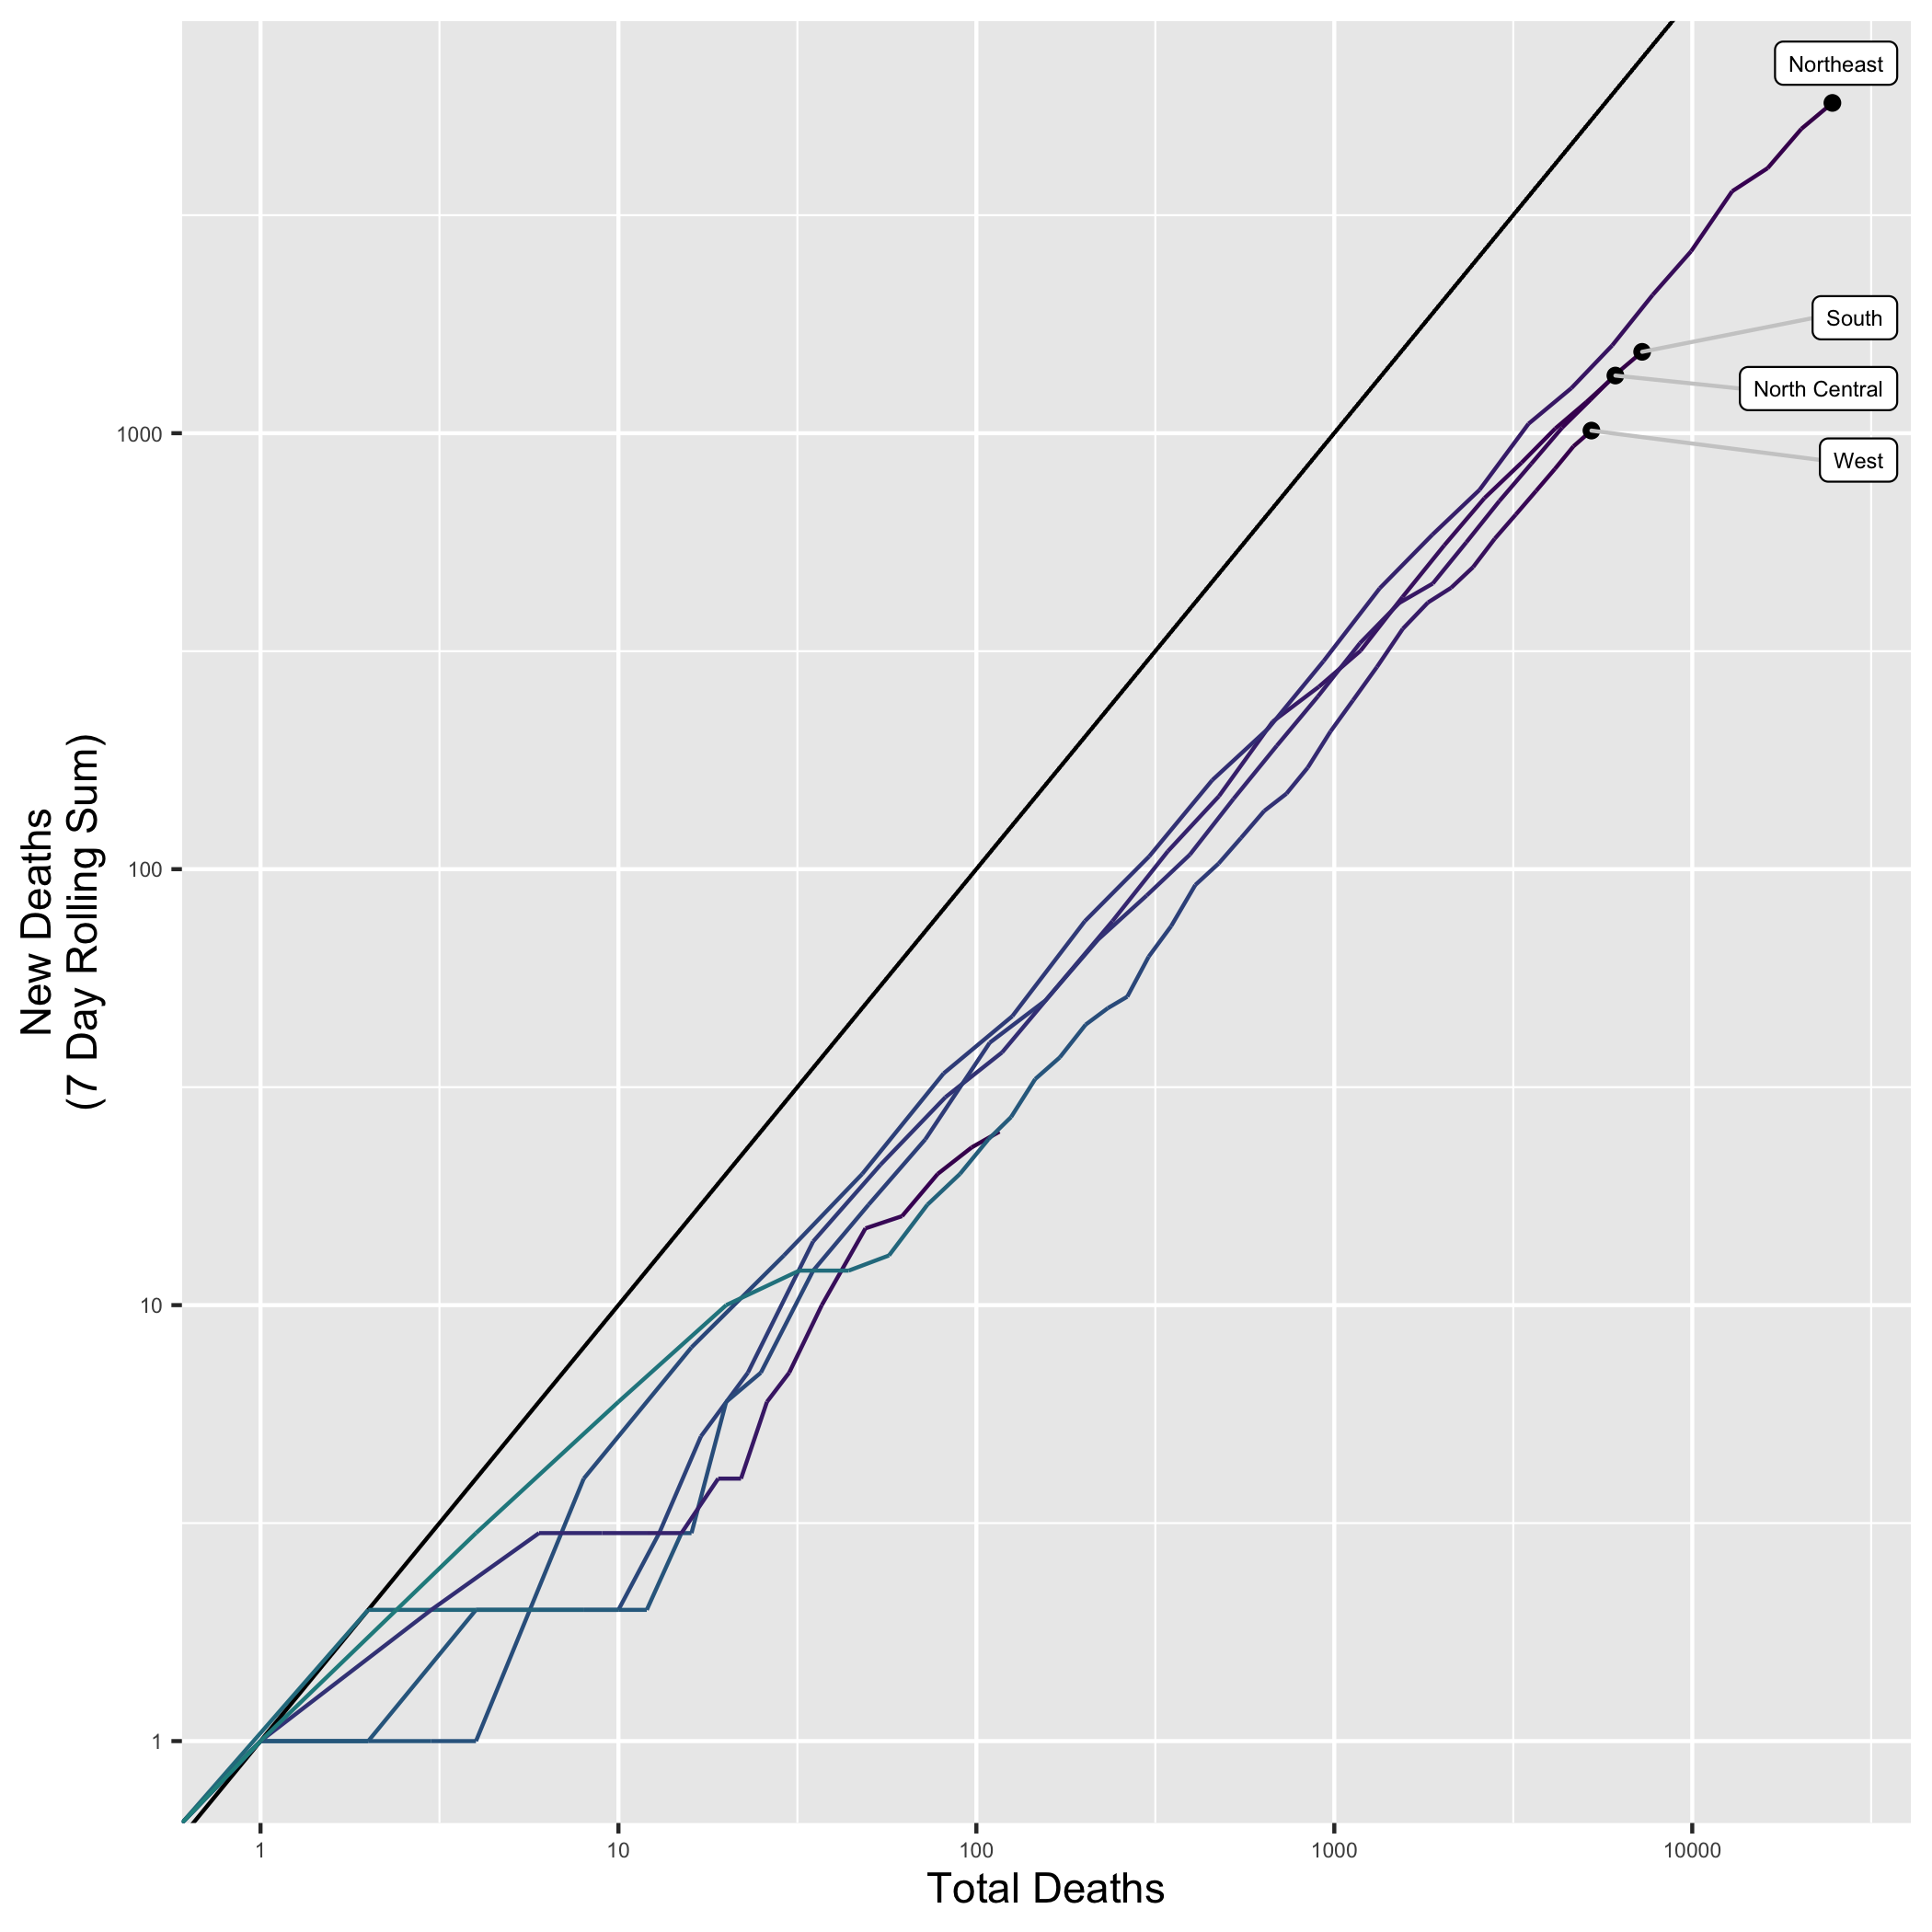 Northeast
South
North Central
West
1000
100
10
1
New Deaths
(7 Day Rolling Sum)
1 10 100 1000 10000
Total Deaths